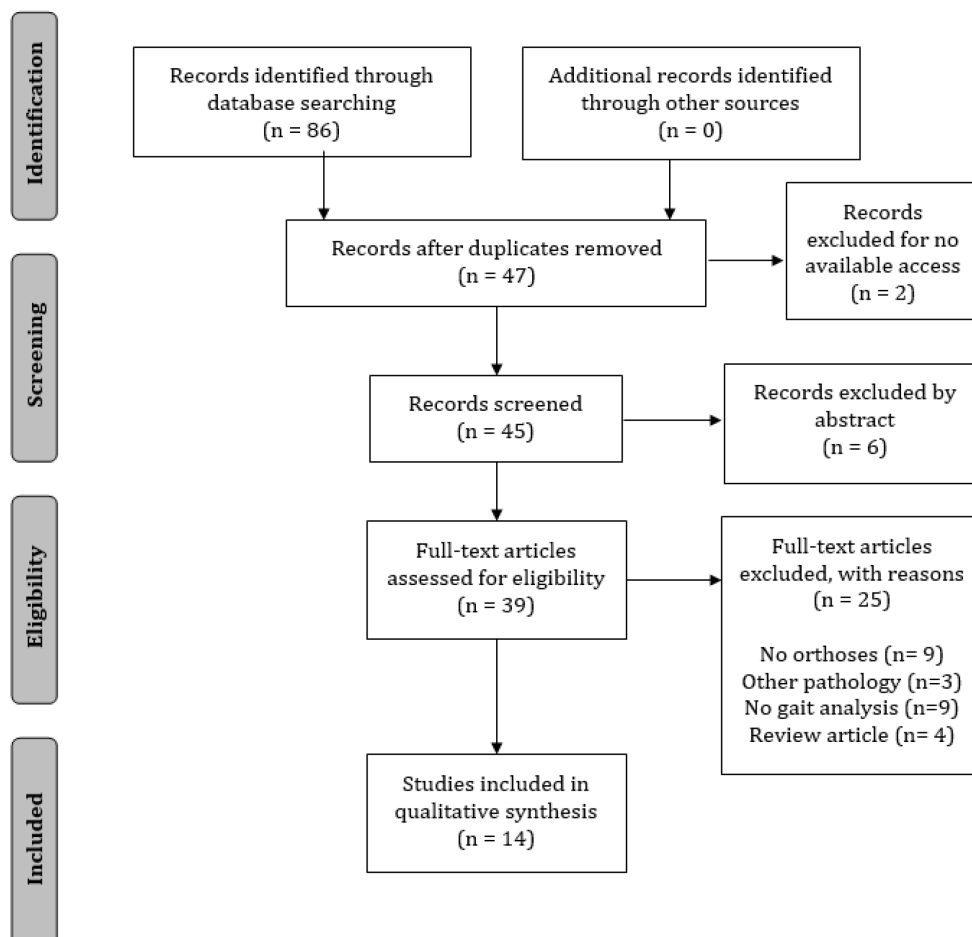 Identification
Records identified through
database searching
(n = 86)
Additional records identified
through other sources
(n = 0)
Records after duplicates removed
(n = 47)
Records
excluded for no
available access
(n = 2)
Screening
Records screened
(n = 45)
Records excluded by
abstract
(n = 6)
Eligibility
Full-text articles
assessed for eligibility
(n = 39)
Full-text articles
excluded, with reasons
(n = 25)
No orthoses (n= 9)
Other pathology (n=3)
No gait analysis (n=9)
Review article (n= 4)
Included
Studies included in
qualitative synthesis
(n = 14)